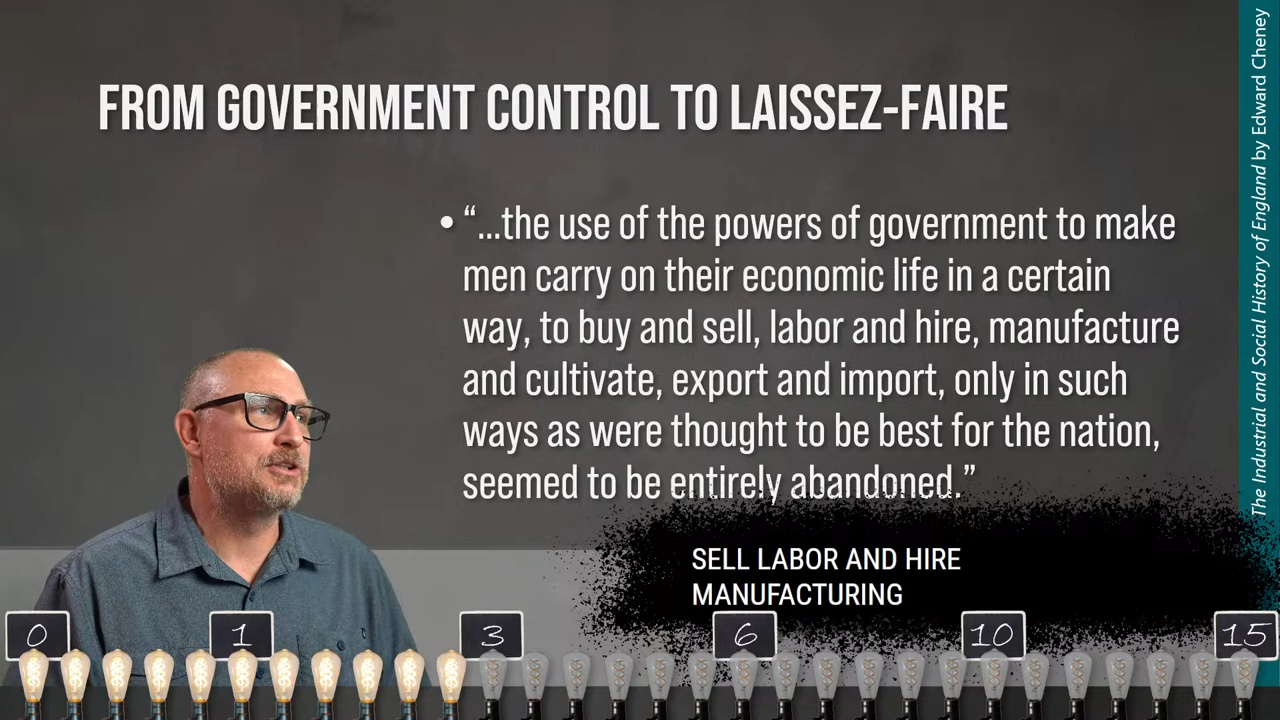 FROM GOVERNMENT CONTROL TO LAISSEZ-FAIRE
• “...the use of the powers of government to make
men carry on their economic life in a certain
way, to buy and sell, labor and hire, manufacture
and cultivate, export and import, only in such
ways as were thought to be best for the nation,
seemed to be entirely abandoned.”
The Industrial and Social History of England by Edward Cheney
SELL LABOR AND HIRE
MANUFACTURING
0 1 3 6 10 15